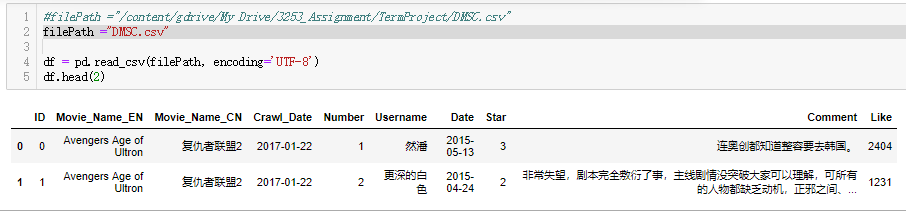 1 #filePath ="/content/gdrive/My Drive/3253_Assignment/TermProject/DMSC.csv"
2 filePath ="DMSC.csv"
3
4 df = pd.read_csv(filePath, encoding='UTF-8')
5 df.head(2)
ID Movie_Name_EN Movie_Name_CN Crawl_Date Number Username Date Star Comment Like
0 0 Avengers Age of Ultron 复仇者联盟2 2017-01-22 1 然潘 2015-05-13 3 连奥创都知道整容要去韩国。 2404
1 1 Avengers Age of Ultron 复仇者联盟2 2017-01-22 2 更深的白色 2015-04-24 2 非常失望,剧本完全敷衍了事,主线剧情没突破大家可以理解,可所有的人物都缺乏动机,正邪之间、... 1231